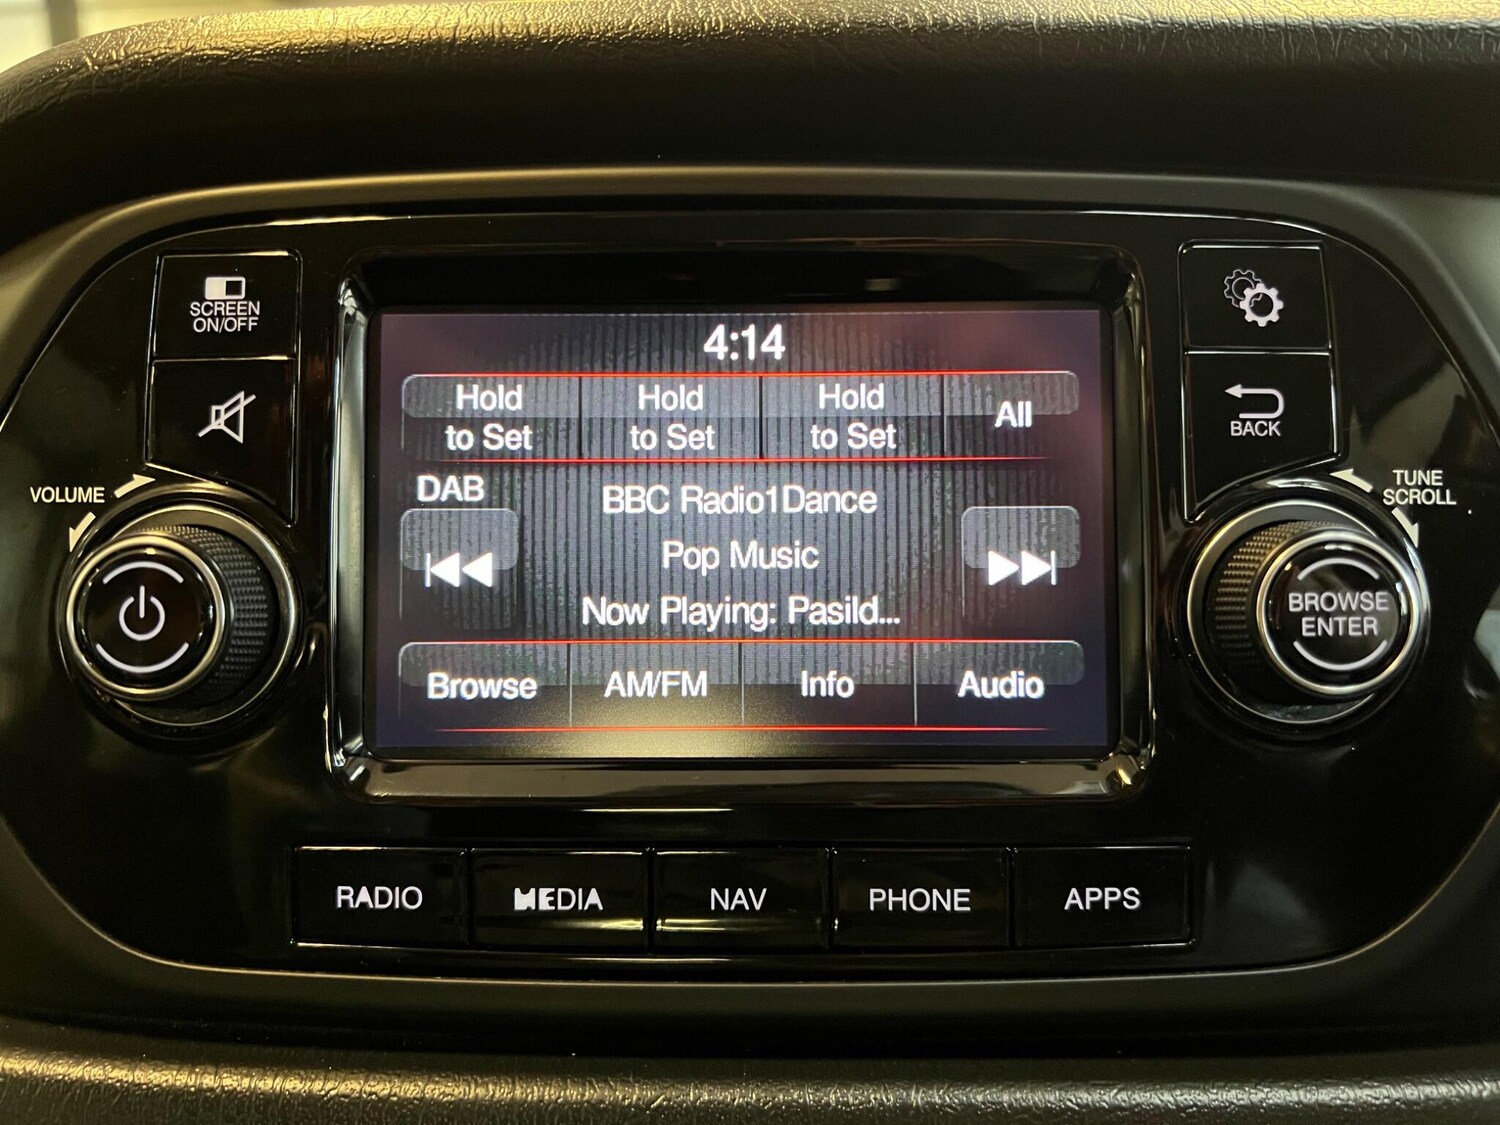 SCREEN
ON/OFF
4:14
Hold
to Set
Hold
to Set
Hold
to Set
All
BACK
VOLUME
TUNE
SCROLL
DAB
BBC Radio1Dance
Pop Music
Now Playing: Pasild...
BROWSE
ENTER
Browse
AM/FM
Info
Audio
RADIO
MEDIA
NAV
PHONE
APPS